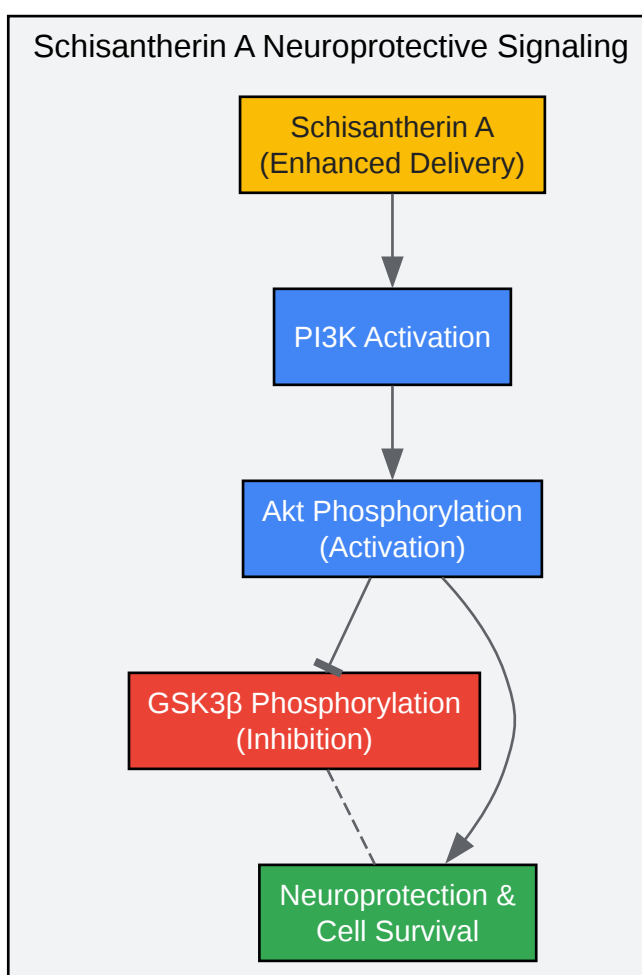 Schisantherin A Neuroprotective Signaling
Schisantherin A
(Enhanced Delivery)
PI3K Activation
Akt Phosphorylation
(Activation)
GSK3β Phosphorylation
(Inhibition)
Neuroprotection &
Cell Survival